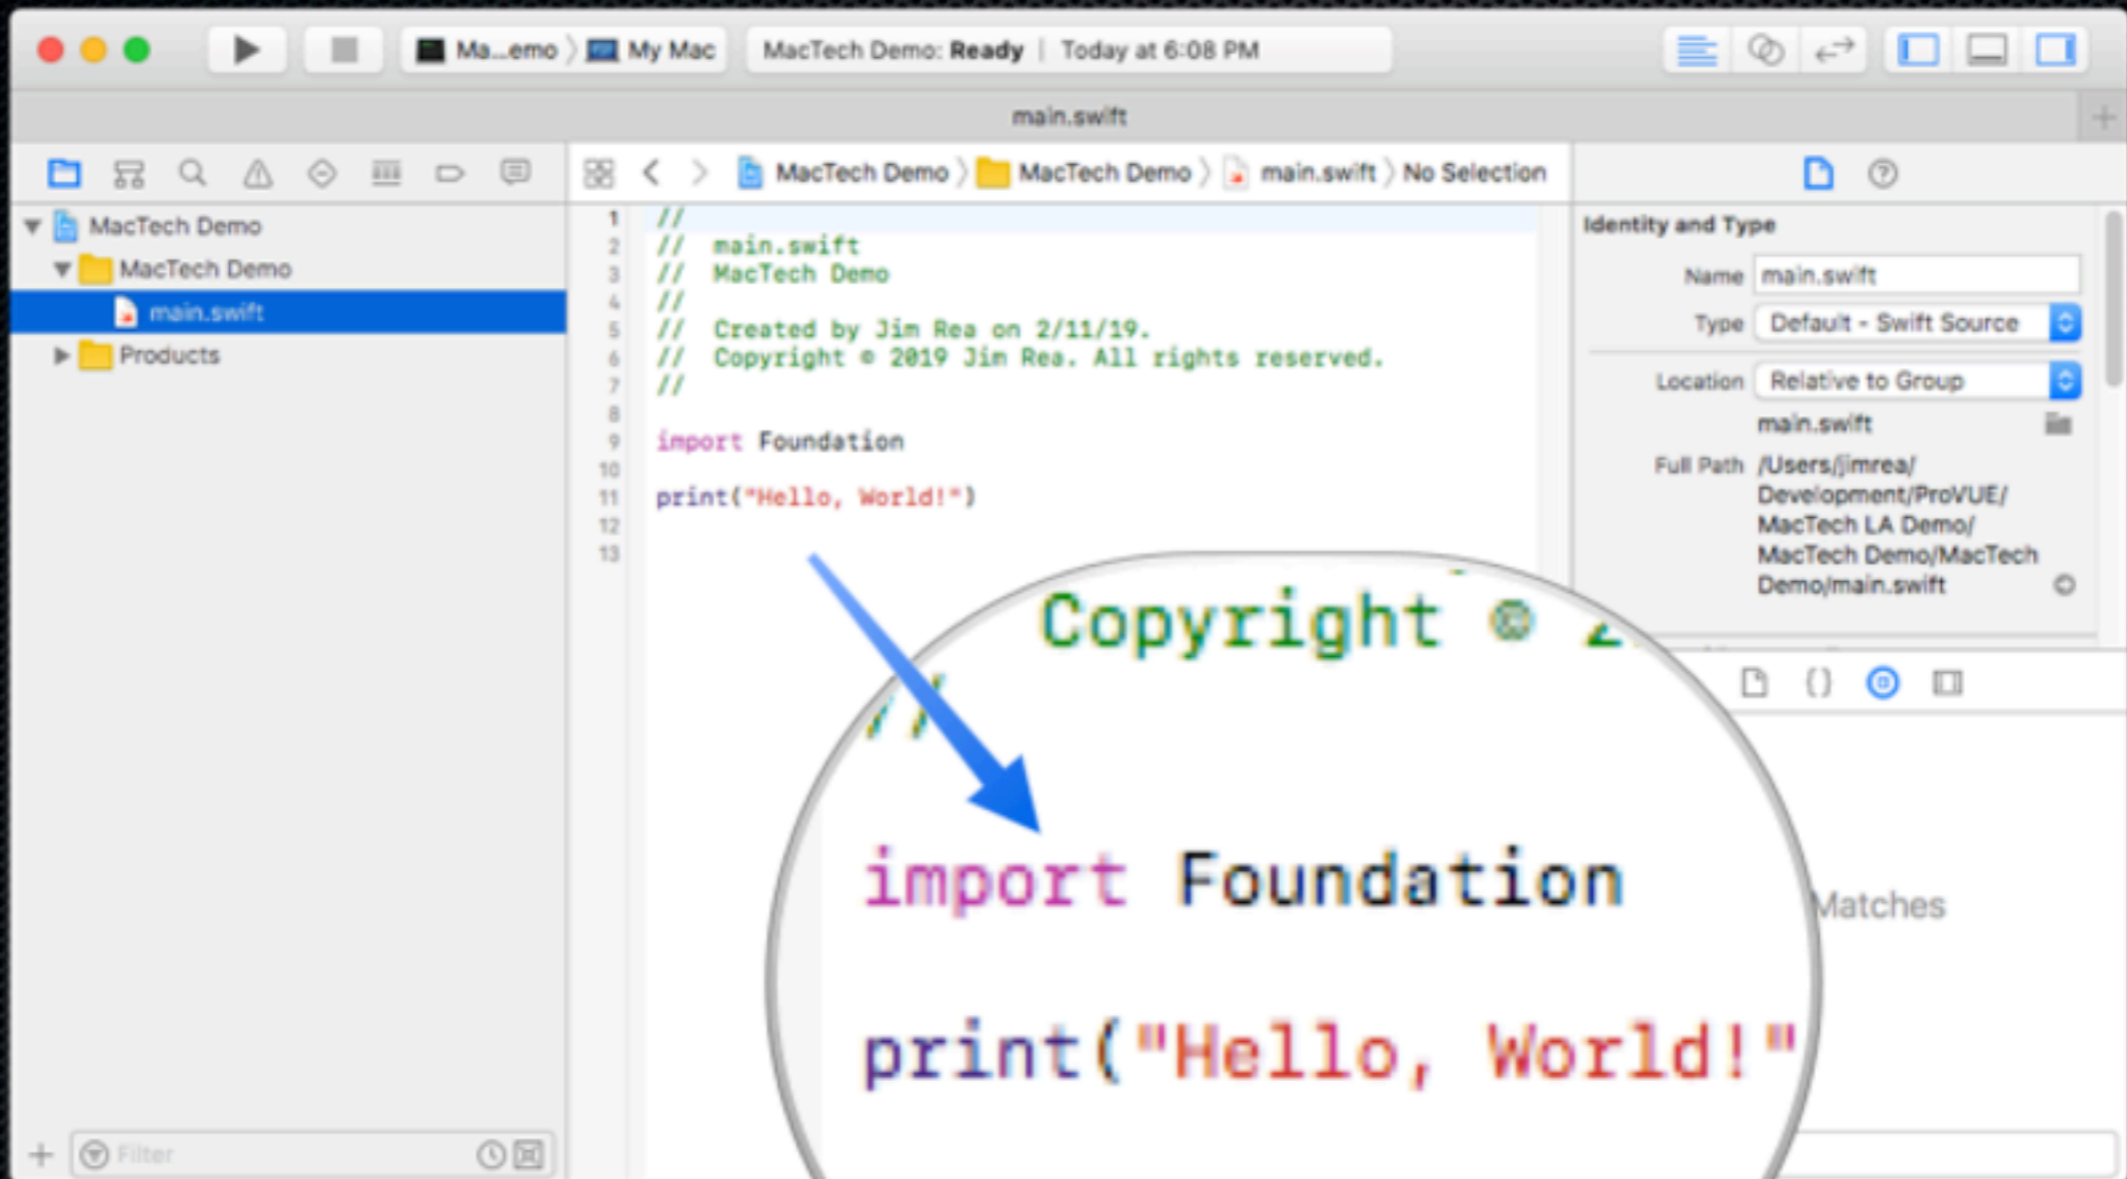 Ma...emo
My Mac
MacTech Demo: Ready | Today at 6:08 PM
main.swift
MacTech Demo
MacTech Demo
main.swift
Products
Filter
MacTech Demo 〉 MacTech Demo 〉 main.swift 〉 No Selection
1 //
2 //  main.swift
3 //  MacTech Demo
4 //
5 //  Created by Jim Rea on 2/11/19.
6 //  Copyright © 2019 Jim Rea. All rights reserved.
7 //
8
9 import Foundation
10
11 print("Hello, World!")
12
13
Copyright © 2
//
import Foundation
print("Hello, World!"
Identity and Type
Name main.swift
Type Default - Swift Source
Location Relative to Group
main.swift
Full Path /Users/jimrea/
Development/ProVUE/
MacTech LA Demo/
MacTech Demo/MacTech
Demo/main.swift
{}
Matches